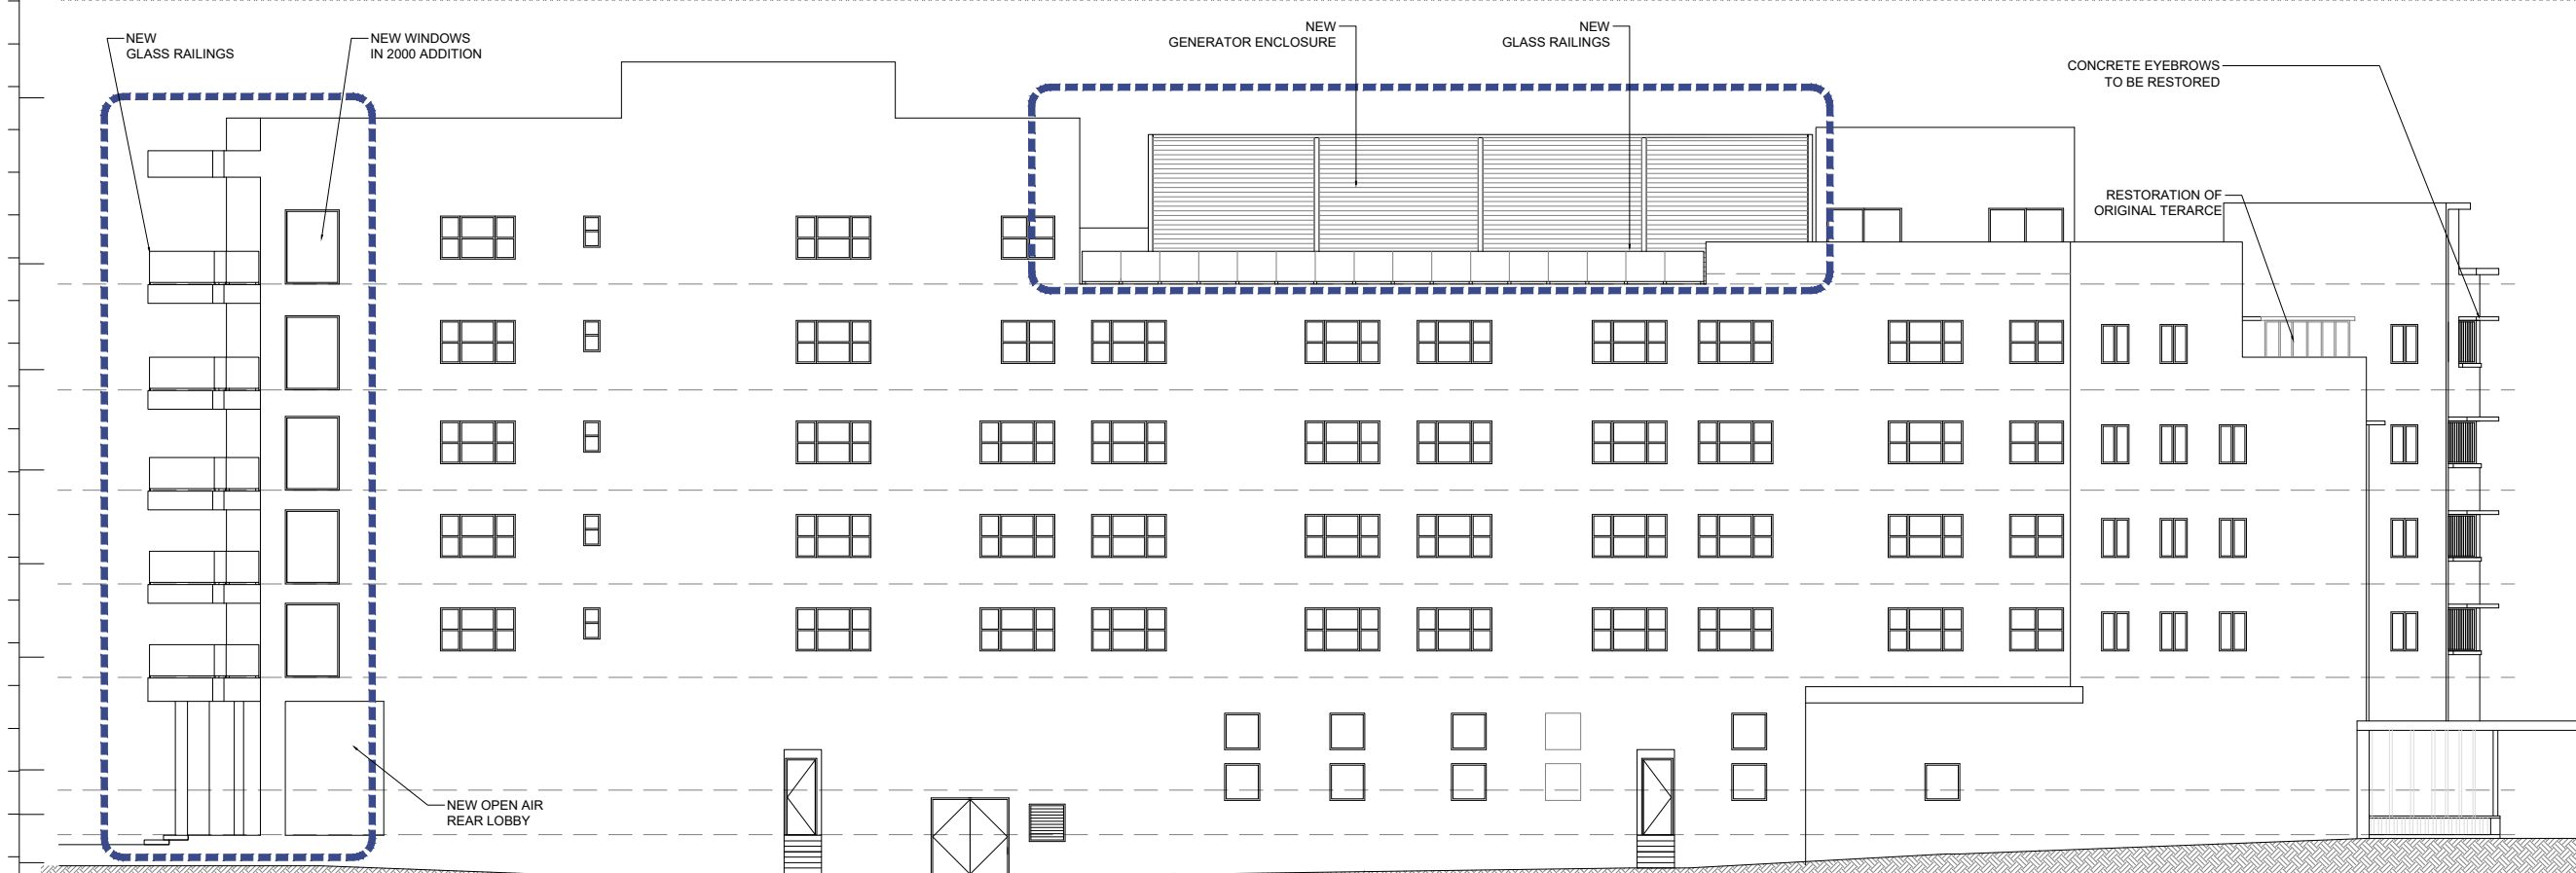 NEW
GLASS RAILINGS
NEW WINDOWS
IN 2000 ADDITION
NEW
GENERATOR ENCLOSURE
NEW
GLASS RAILINGS
CONCRETE EYEBROWS
TO BE RESTORED
RESTORATION OF
ORIGINAL TERARCE
NEW OPEN AIR
REAR LOBBY